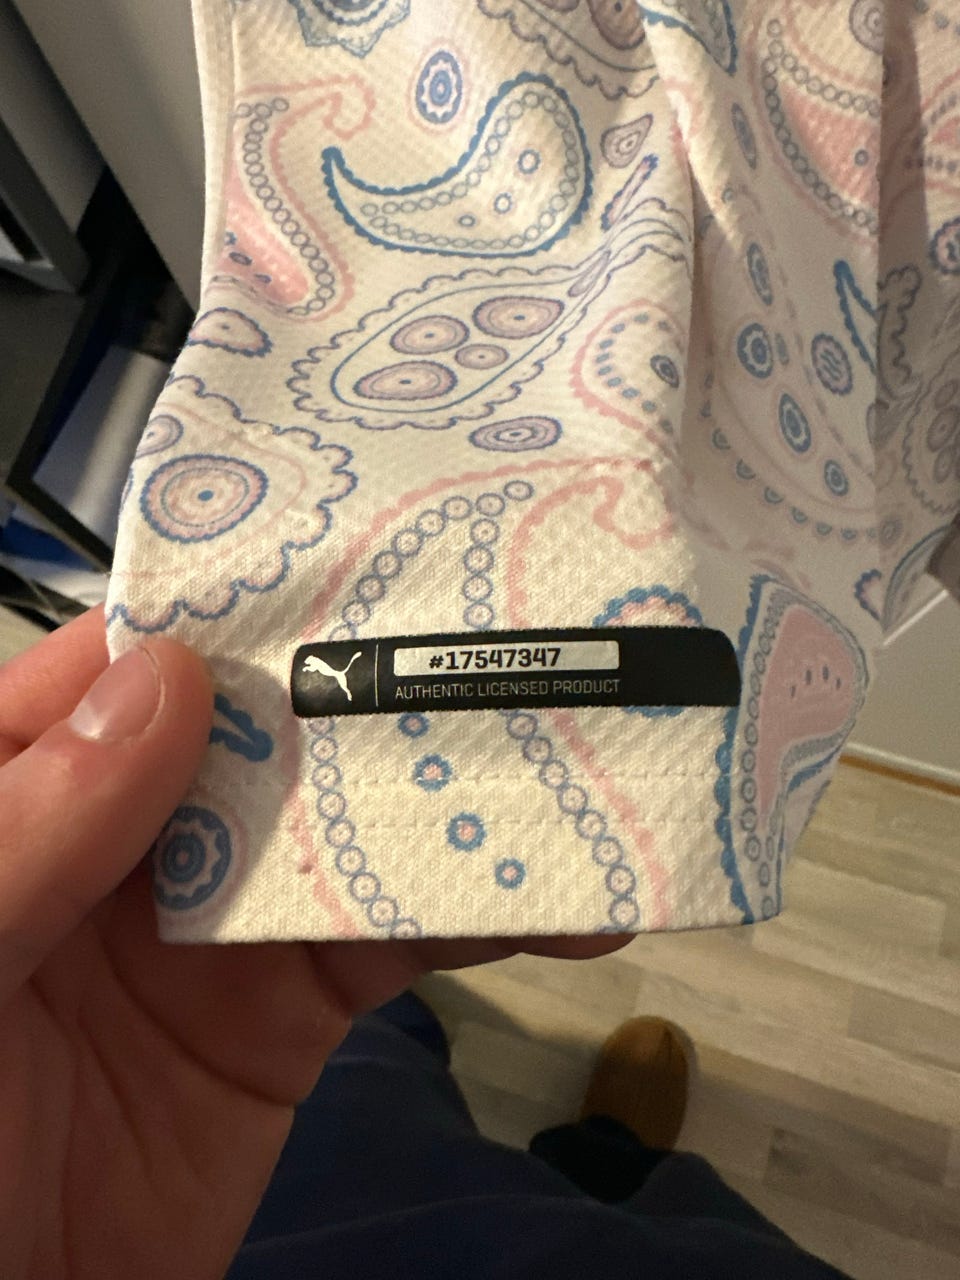 #17547347
AUTHENTIC LICENSED PRODUCT